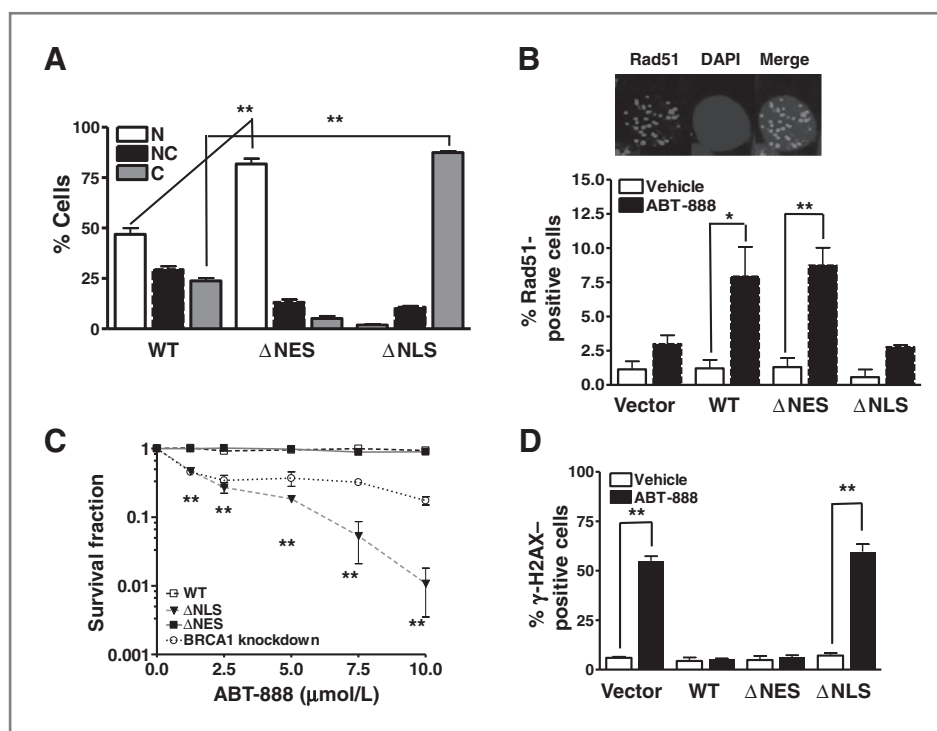 A
**
**
N
NC
C
% Cells
100
75
50
25
0
WT
ΔNES
ΔNLS
B
Rad51 DAPI Merge
Vehicle
ABT-888
*
**
% Rad51-
positive cells
15.0
12.5
10.0
7.5
5.0
2.5
0.0
Vector
WT
ΔNES
ΔNLS
C
Survival fraction
1
0.1
0.01
0.001
**
**
**
**
**
WT
ΔNLS
ΔNES
BRCA1 knockdown
0.0
2.5
5.0
7.5
10.0
ABT-888 (μmol/L)
D
Vehicle
ABT-888
**
**
% γ-H2AX–
positive cells
100
75
50
25
0
Vector
WT
ΔNES
ΔNLS